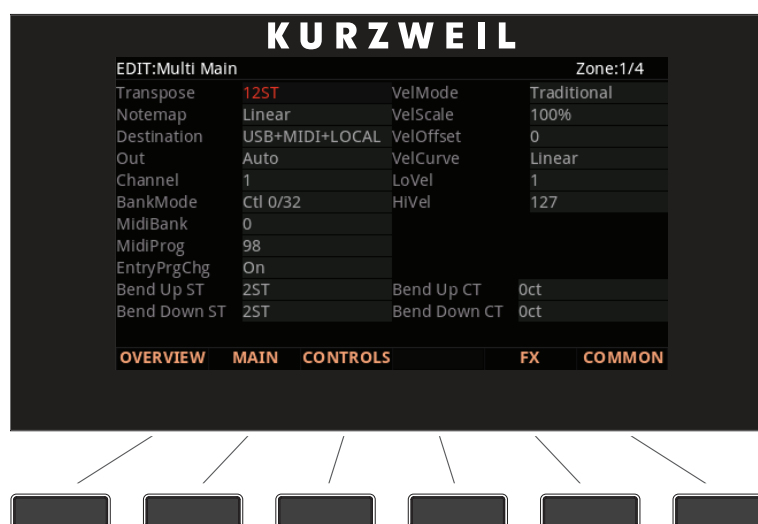 KURZWEIL
EDIT:Multi Main Zone:1/4
Transpose 12ST VelMode Traditional
Notemap Linear VelScale 100%
Destination USB+MIDI+LOCAL VelOffset 0
Out Auto VelCurve Linear
Channel 1 LoVel 1
BankMode Ctl 0/32 HiVel 127
MidiBank 0
MidiProg 98
EntryPrgChg On
Bend Up ST 2ST Bend Up CT 0ct
Bend Down ST 2ST Bend Down CT 0ct
OVERVIEW MAIN CONTROLS FX COMMON